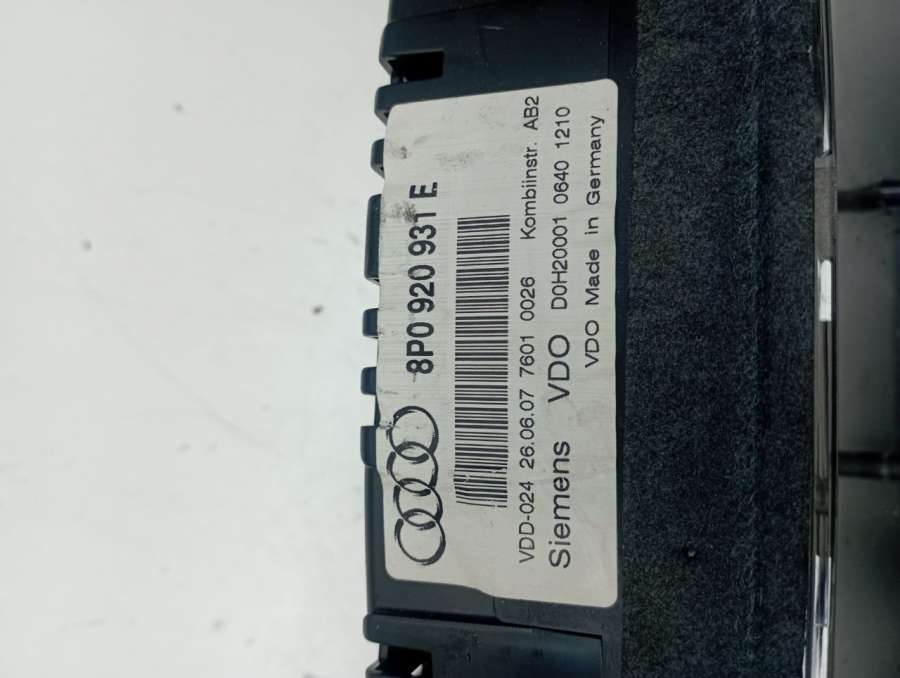 8P0 920 931 E
VDD-024 26.06.07 7601 0026 Kombiinstr. AB2
Siemens VDO D0H20001 0640 1210
VDO Made in Germany